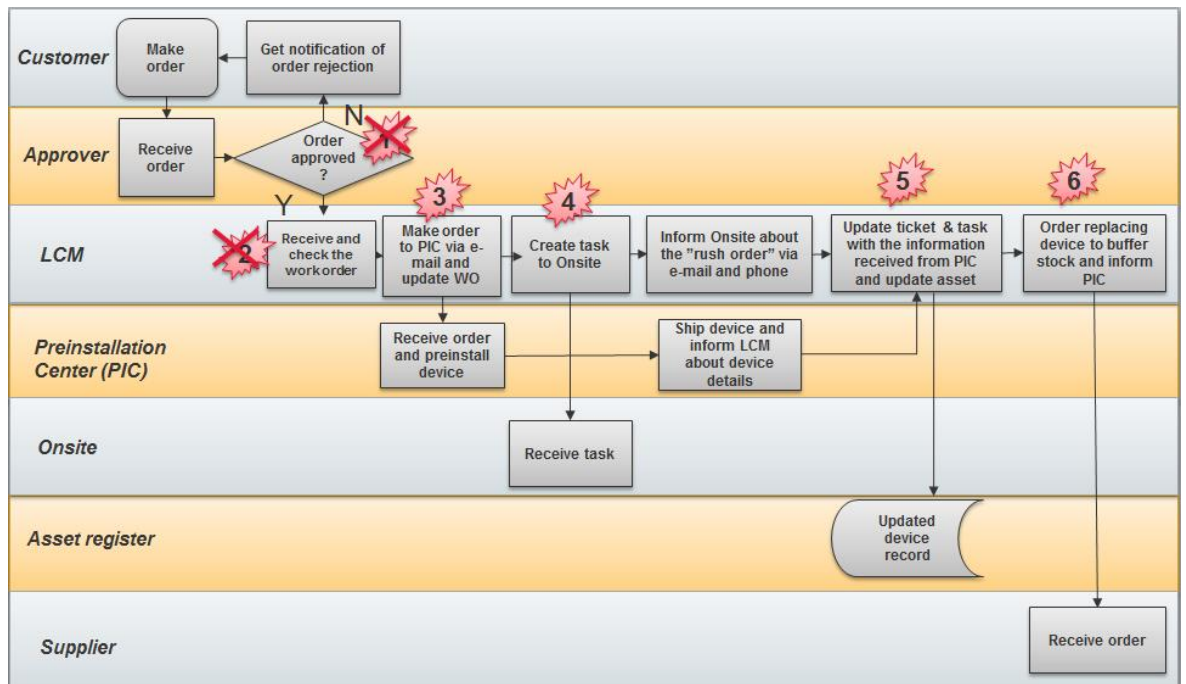 Customer
Make
order
Get notification of
order rejection
N
Approver
Receive
order
Order
approved
?
1
Y
LCM
2
Receive and
check the
work order
3
Make order
to PIC via e-
mail and
update WO
4
Create task
to Onsite
Inform Onsite about
the "rush order" via
e-mail and phone
5
Update ticket & task
with the information
received from PIC
and update asset
6
Order replacing
device to buffer
stock and inform
PIC
Preinstallation
Center (PIC)
Receive order
and preinstall
device
Ship device and
inform LCM
about device
details
Onsite
Receive task
Asset register
Updated
device
record
Supplier
Receive order